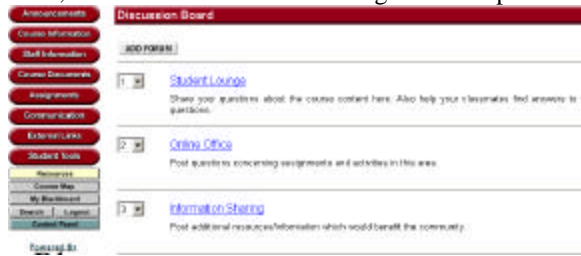 Announcements
Course Information
Staff Information
Course Documents
Assignments
Communication
External Links
Student Tools
Resources
Course Map
My Blackboard
Search Logout
Control Panel
Powered By
Discussion Board
ADD FORUM
1
Student Lounge
Share your questions about the course content here. Also help your classmates find answers to
questions.
2
Online Office
Post questions concerning assignments and activities in this area.
3
Information Sharing
Post additional resources/information which would benefit the community.